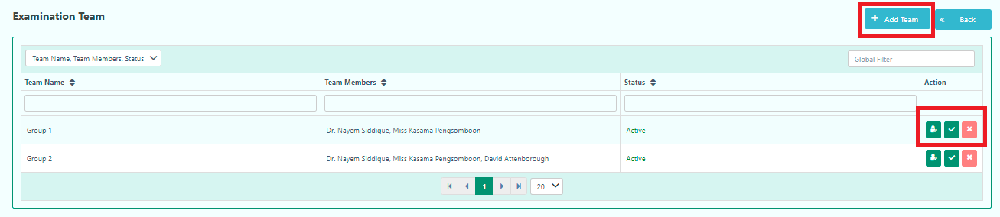 Examination Team
Add Team
Back
Team Name, Team Members, Status
Global Filter
Team Name Team Members Status Action
Group 1 Dr. Nayem Siddique, Miss Kasama Pengsomboon Active
Group 2 Dr. Nayem Siddique, Miss Kasama Pengsomboon, David Attenborough Active
1 20